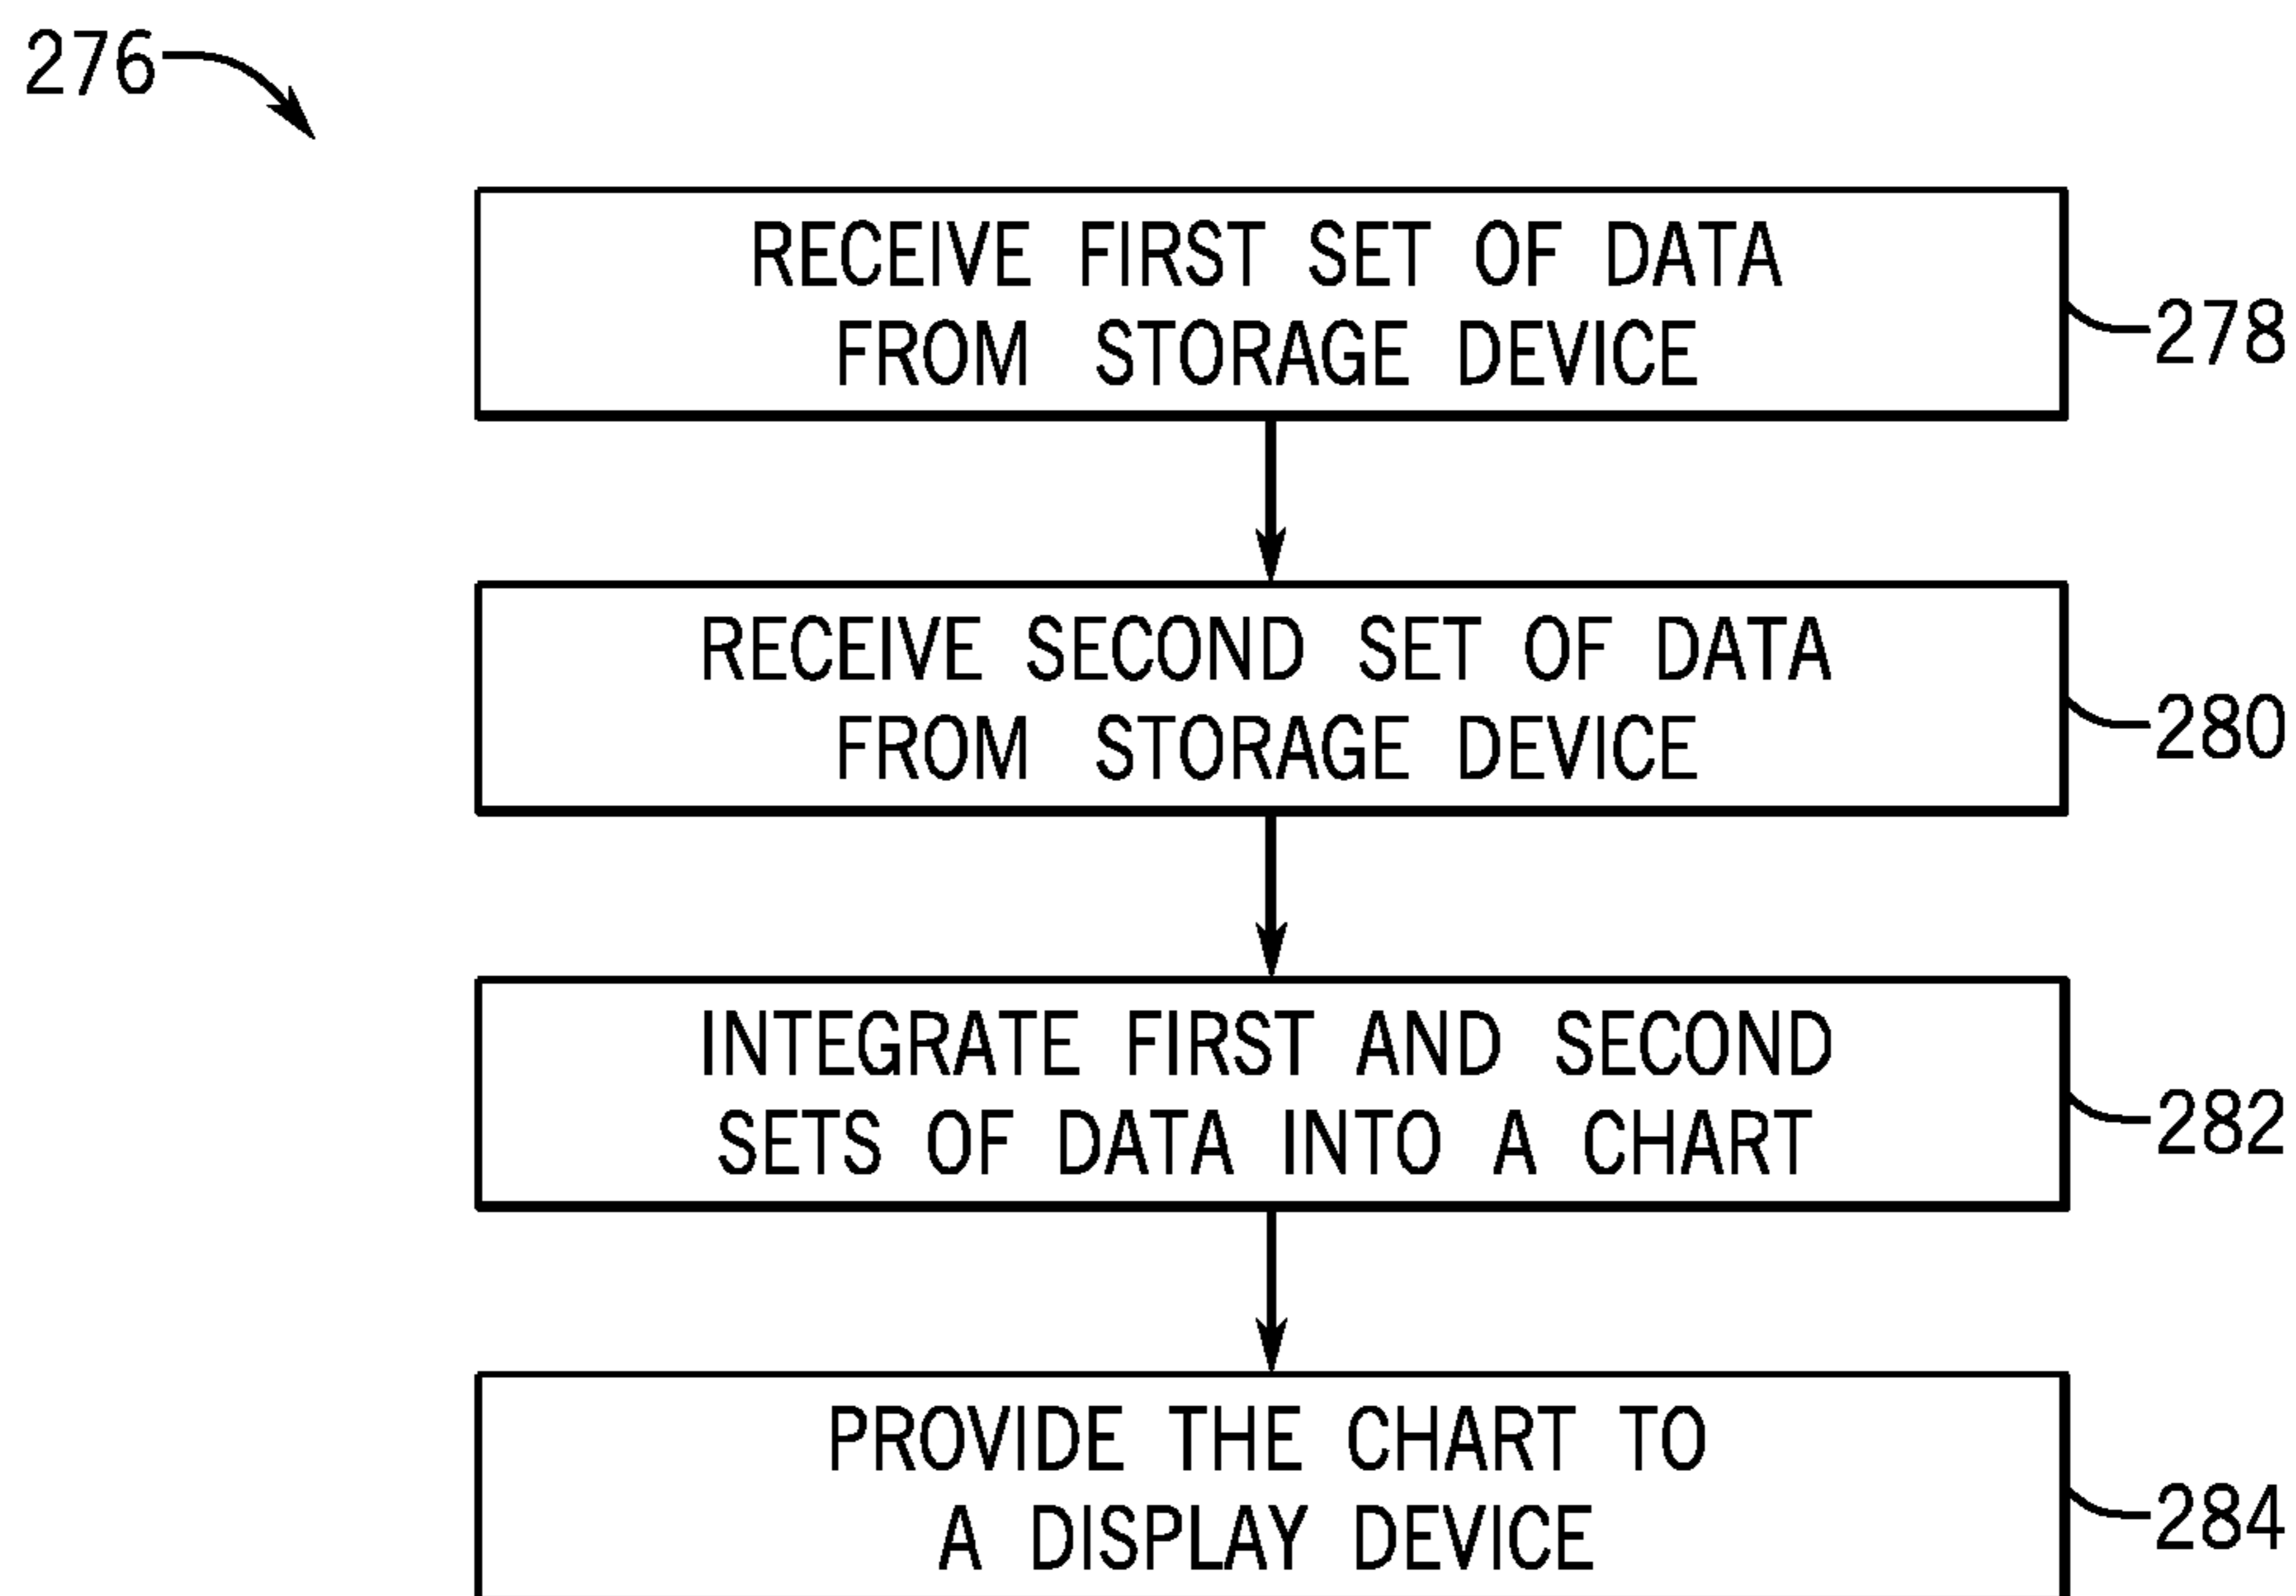 276
RECEIVE FIRST SET OF DATA
FROM STORAGE DEVICE
278
RECEIVE SECOND SET OF DATA
FROM STORAGE DEVICE
280
INTEGRATE FIRST AND SECOND
SETS OF DATA INTO A CHART
282
PROVIDE THE CHART TO
A DISPLAY DEVICE
284